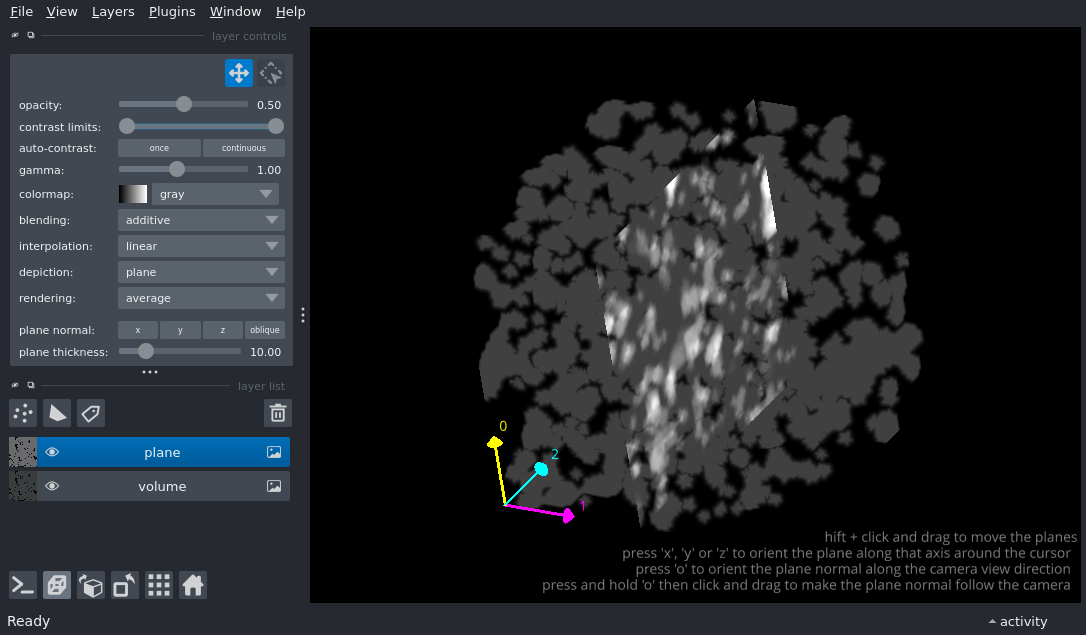 File View Layers Plugins Window Help
layer controls
opacity: 0.50
contrast limits:
auto-contrast: once continuous
gamma: 1.00
colormap: gray
blending: additive
interpolation: linear
depiction: plane
rendering: average
plane normal: x y z oblique
plane thickness: 10.00
layer list
plane
volume
0
2
1
hift + click and drag to move the planes
press 'x', 'y' or 'z' to orient the plane along that axis around the cursor
press 'o' to orient the plane normal along the camera view direction
press and hold 'o' then click and drag to make the plane normal follow the camera
Ready
activity